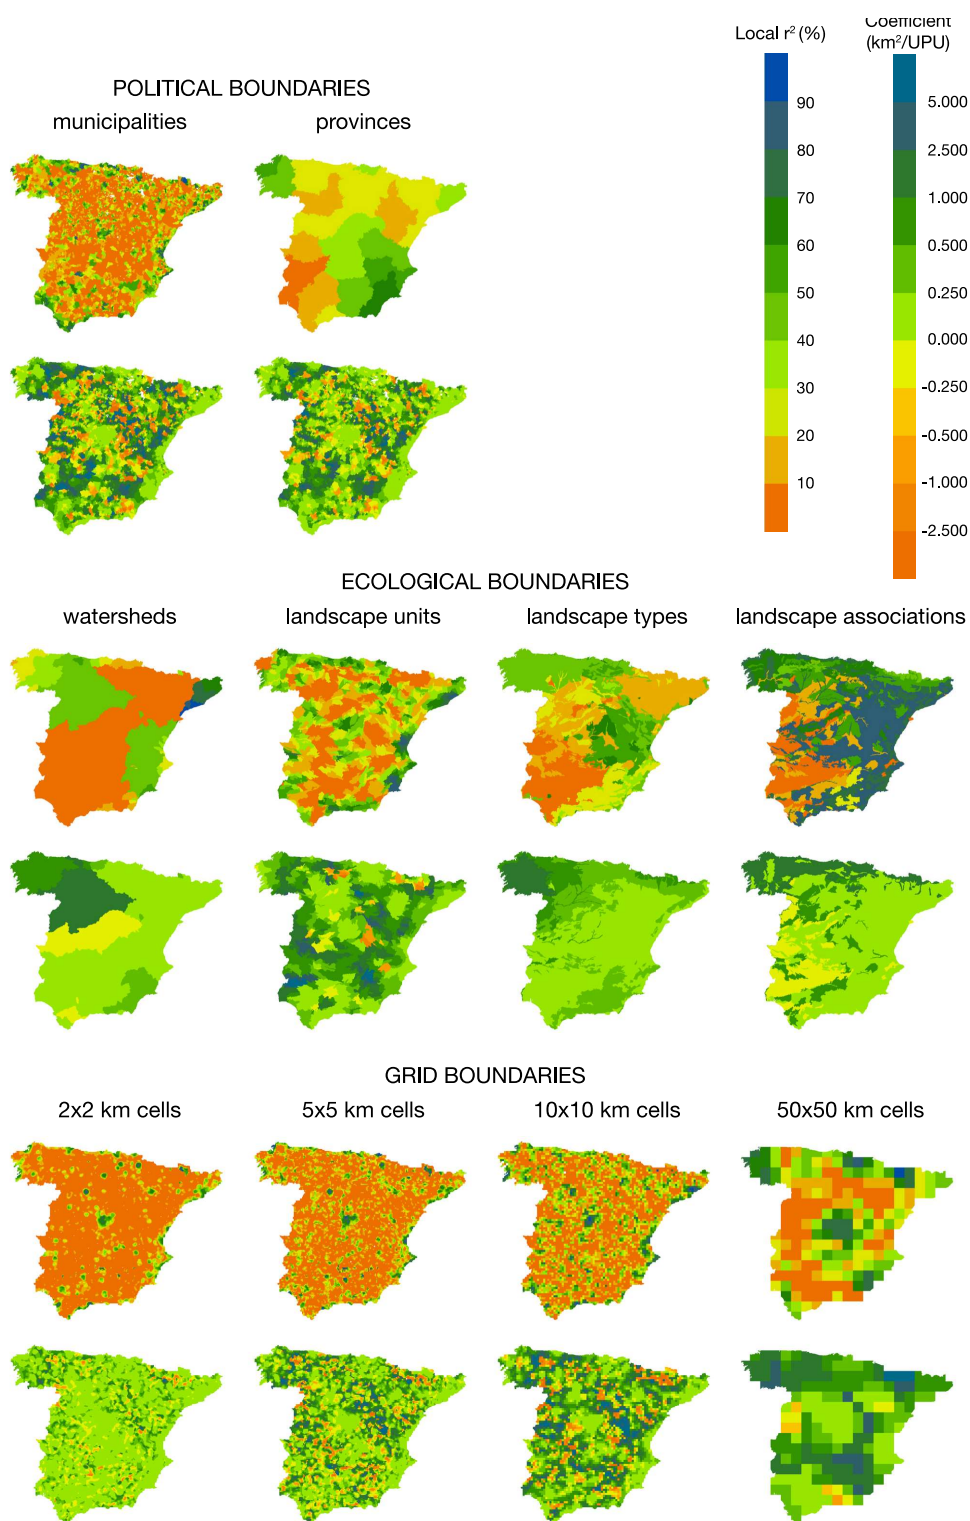 Local r² (%)
Coefficient
(km²/UPU)
90
80
70
60
50
40
30
20
10
5.000
2.500
1.000
0.500
0.250
0.000
-0.250
-0.500
-1.000
-2.500
POLITICAL BOUNDARIES
municipalities provinces
ECOLOGICAL BOUNDARIES
watersheds landscape units landscape types landscape associations
GRID BOUNDARIES
2x2 km cells 5x5 km cells 10x10 km cells 50x50 km cells